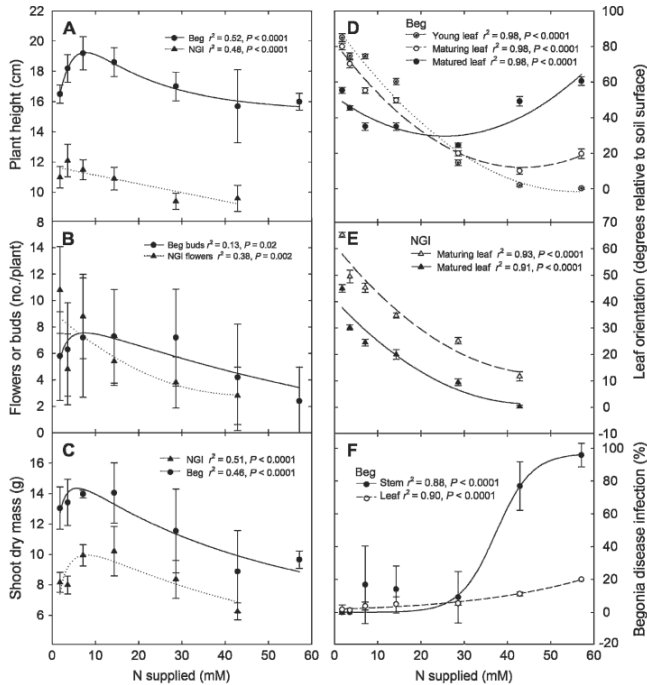 A
Beg r² = 0.52, P < 0.0001
NGI r² = 0.46, P < 0.0001
Plant height (cm)
22
20
18
16
14
12
10
8
B
Beg buds r² = 0.13, P = 0.02
NGI flowers r² = 0.38, P = 0.002
Flowers or buds (no./plant)
14
12
10
8
6
4
2
0
C
NGI r² = 0.51, P < 0.0001
Beg r² = 0.46, P < 0.0001
Shoot dry mass (g)
16
14
12
10
8
6
0 10 20 30 40 50 60
N supplied (mM)
D
Beg
Young leaf r² = 0.98, P < 0.0001
Maturing leaf r² = 0.98, P < 0.0001
Matured leaf r² = 0.98, P < 0.0001
Leaf orientation (degrees relative to soil surface)
100
80
60
40
20
0
E
NGI
Maturing leaf r² = 0.93, P < 0.0001
Matured leaf r² = 0.91, P < 0.0001
70
60
50
40
30
20
10
0
-10
F
Beg
Stem r² = 0.88, P < 0.0001
Leaf r² = 0.90, P < 0.0001
Begonia disease infection (%)
100
80
60
40
20
0
-20
0 10 20 30 40 50 60
N supplied (mM)